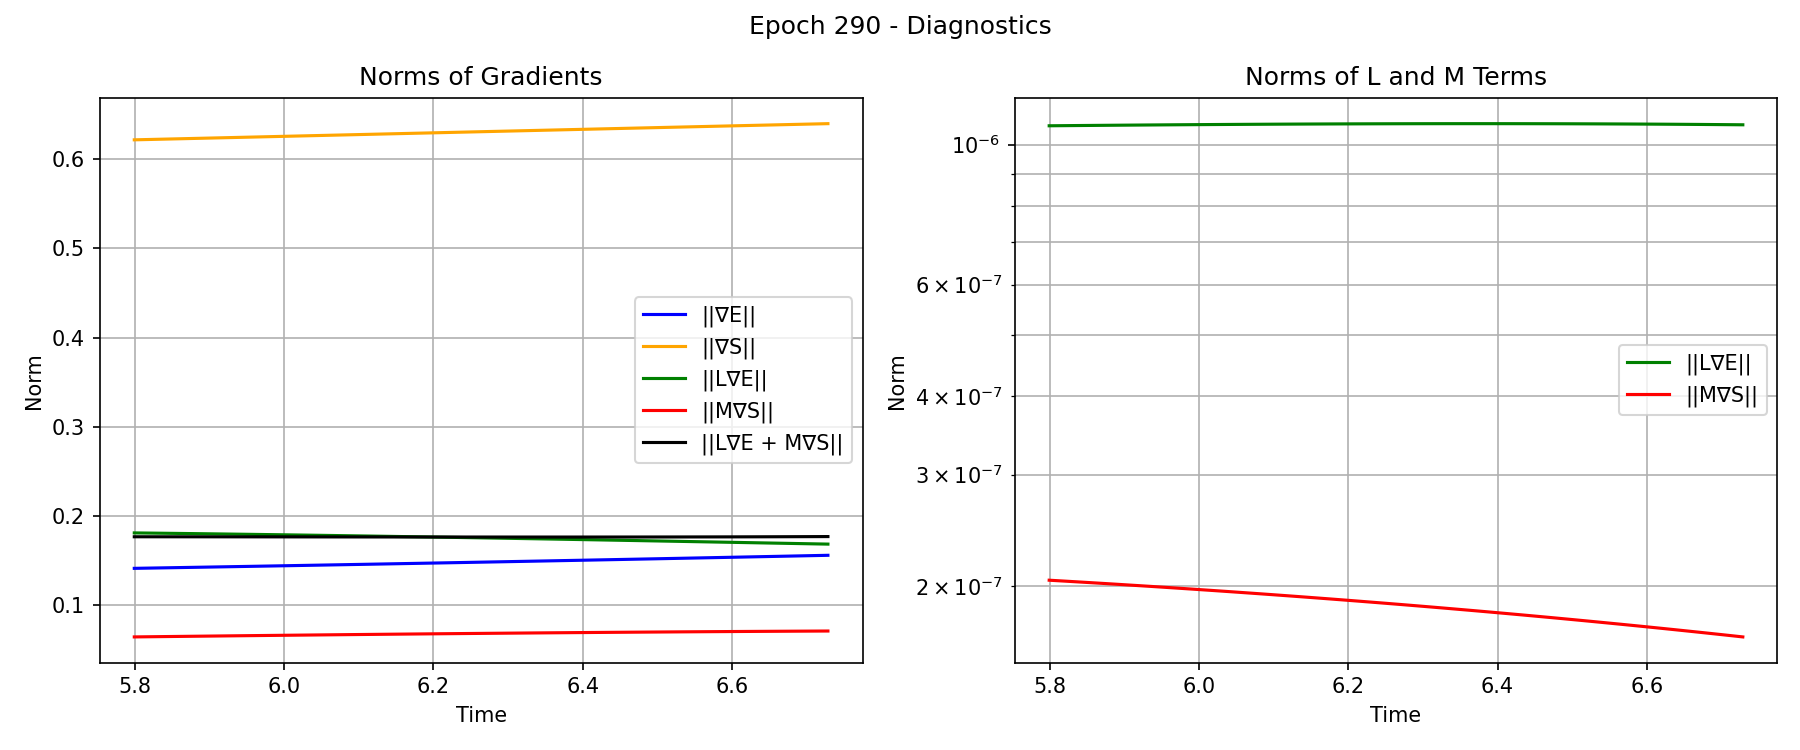 Epoch 290 - Diagnostics
Norms of Gradients
Norm
0.6
0.5
0.4
0.3
0.2
0.1
||∇E||
||∇S||
||L∇E||
||M∇S||
||L∇E + M∇S||
5.8 6.0 6.2 6.4 6.6
Time
Norms of L and M Terms
Norm
10⁻⁶
6 × 10⁻⁷
4 × 10⁻⁷
3 × 10⁻⁷
2 × 10⁻⁷
||L∇E||
||M∇S||
5.8 6.0 6.2 6.4 6.6
Time